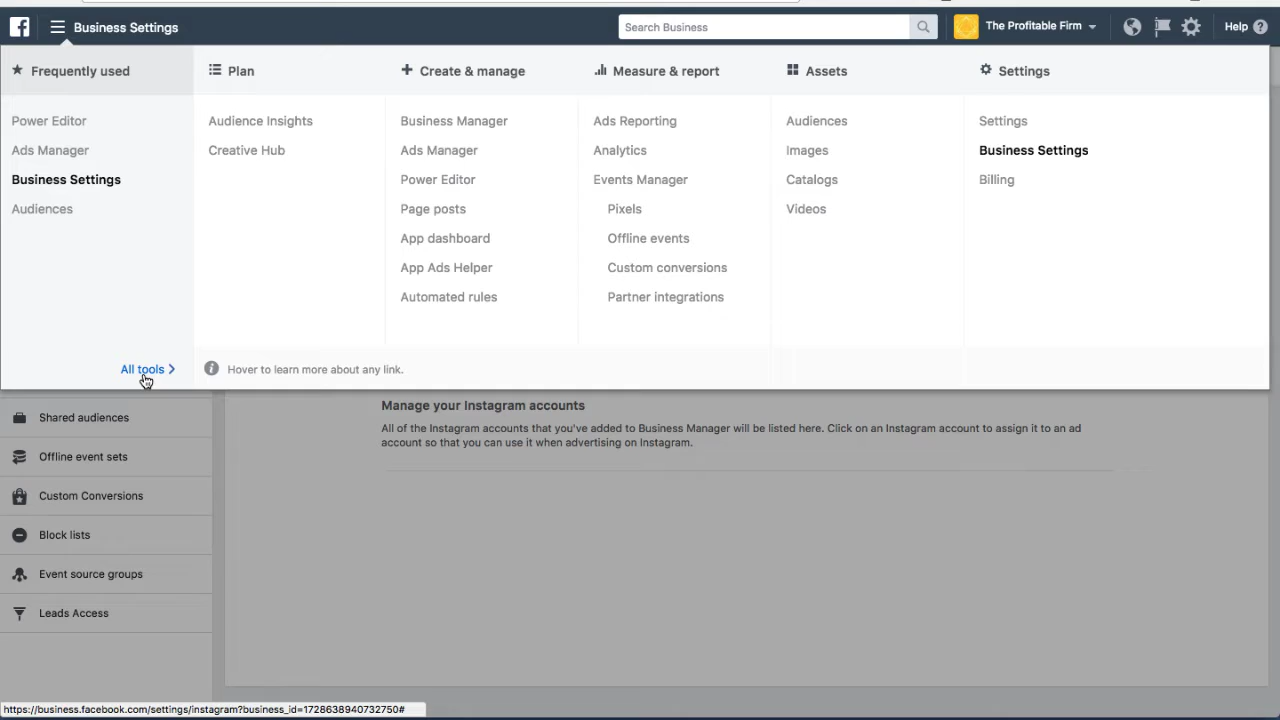 Business Settings
Search Business
The Profitable Firm
Help
Frequently used
Power Editor
Ads Manager
Business Settings
Audiences
All tools
Plan
Audience Insights
Creative Hub
Create & manage
Business Manager
Ads Manager
Power Editor
Page posts
App dashboard
App Ads Helper
Automated rules
Measure & report
Ads Reporting
Analytics
Events Manager
Pixels
Offline events
Custom conversions
Partner integrations
Assets
Audiences
Images
Catalogs
Videos
Settings
Settings
Business Settings
Billing
Hover to learn more about any link.
Shared audiences
Offline event sets
Custom Conversions
Block lists
Event source groups
Leads Access
Manage your Instagram accounts
All of the Instagram accounts that you've added to Business Manager will be listed here. Click on an Instagram account to assign it to an ad
account so that you can use it when advertising on Instagram.
https://business.facebook.com/settings/instagram?business_id=1728638940732750#